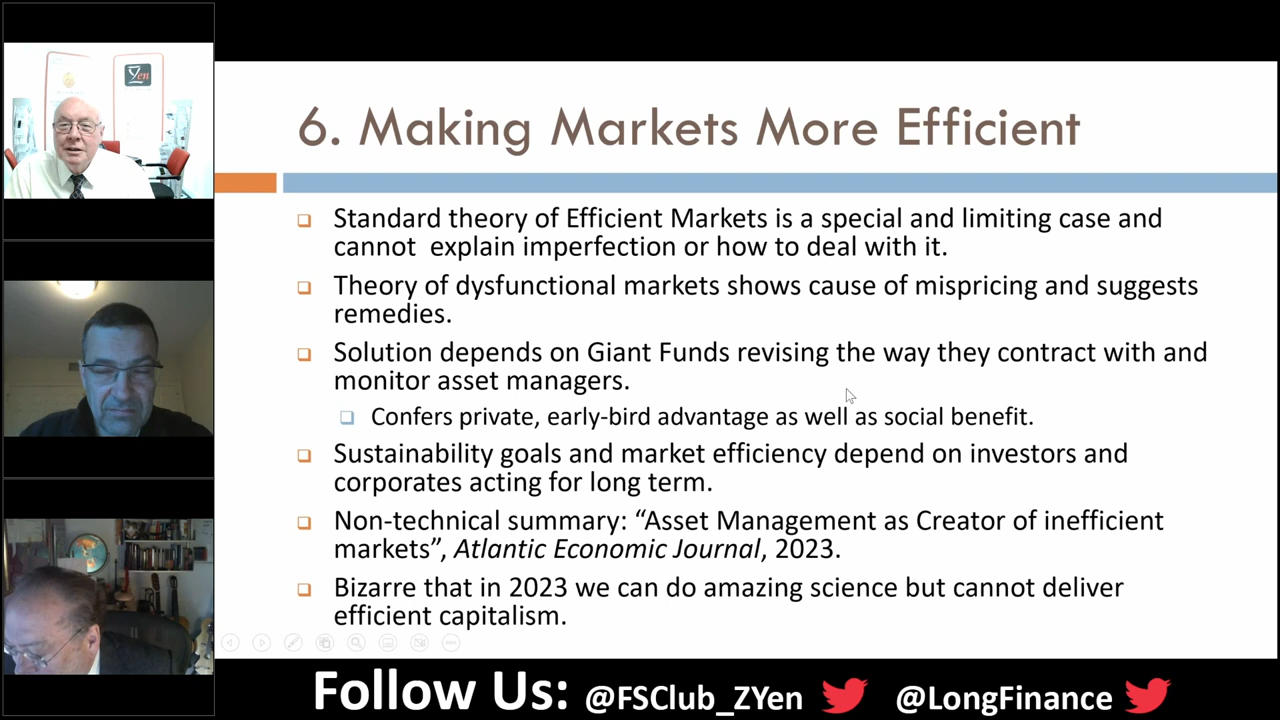 Yen
6. Making Markets More Efficient
Standard theory of Efficient Markets is a special and limiting case and
cannot explain imperfection or how to deal with it.
Theory of dysfunctional markets shows cause of mispricing and suggests
remedies.
Solution depends on Giant Funds revising the way they contract with and
monitor asset managers.
Confers private, early-bird advantage as well as social benefit.
Sustainability goals and market efficiency depend on investors and
corporates acting for long term.
Non-technical summary: “Asset Management as Creator of inefficient
markets”, Atlantic Economic Journal, 2023.
Bizarre that in 2023 we can do amazing science but cannot deliver
efficient capitalism.
Follow Us: @FSClub_ZYen @LongFinance